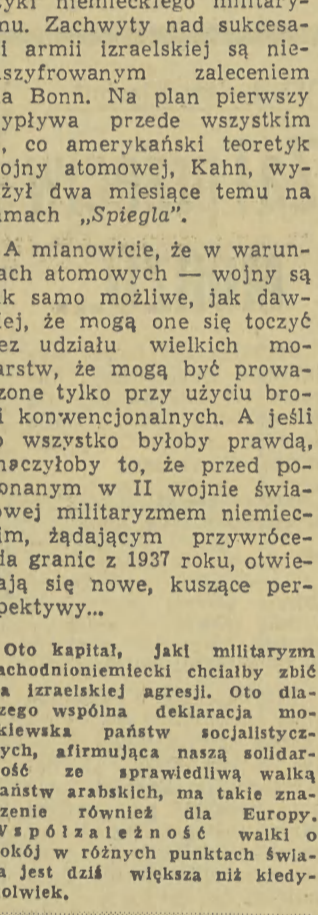 yki niemieckiego military-
mu. Zachwyty nad sukcesa-
i armii izraelskiej są nie-
szyfrowanym zaleceniem
a Bonn. Na plan pierwszy
ypływa przede wszystkim
, co amerykański teoretyk
ojny atomowej, Kahn, wy-
żył dwa miesiące temu na
amach „Spiegla".
A mianowicie, że w warun-
ach atomowych — wojny są
k samo możliwe, jak daw-
iej, że mogą one się toczyć
ez udziału wielkich mo-
arstw, że mogą być prowa-
zone tylko przy użyciu bro-
i konwencjonalnych. A jeśli
o wszystko byłoby prawdą,
naczyłoby to, że przed po-
onanym w II wojnie świa-
owej militaryzmem niemiec-
im, żądającym przywróce-
ia granic z 1937 roku, otwie-
ają się nowe, kuszące per-
pektywy...
Oto kapitał, jaki militaryzm
achodnioniemiecki chciałby zbić
a izraelskiej agresji. Oto dla-
zego wspólna deklaracja mo-
kiewska państw socjalistycz-
ych, afirmująca naszą solidar-
ość ze sprawiedliwą walką
aństw arabskich, ma takie zna-
zenie również dla Europy.
Współzależność walki o
okój w różnych punktach świa-
a jest dziś większa niż kiedy-
olwiek.